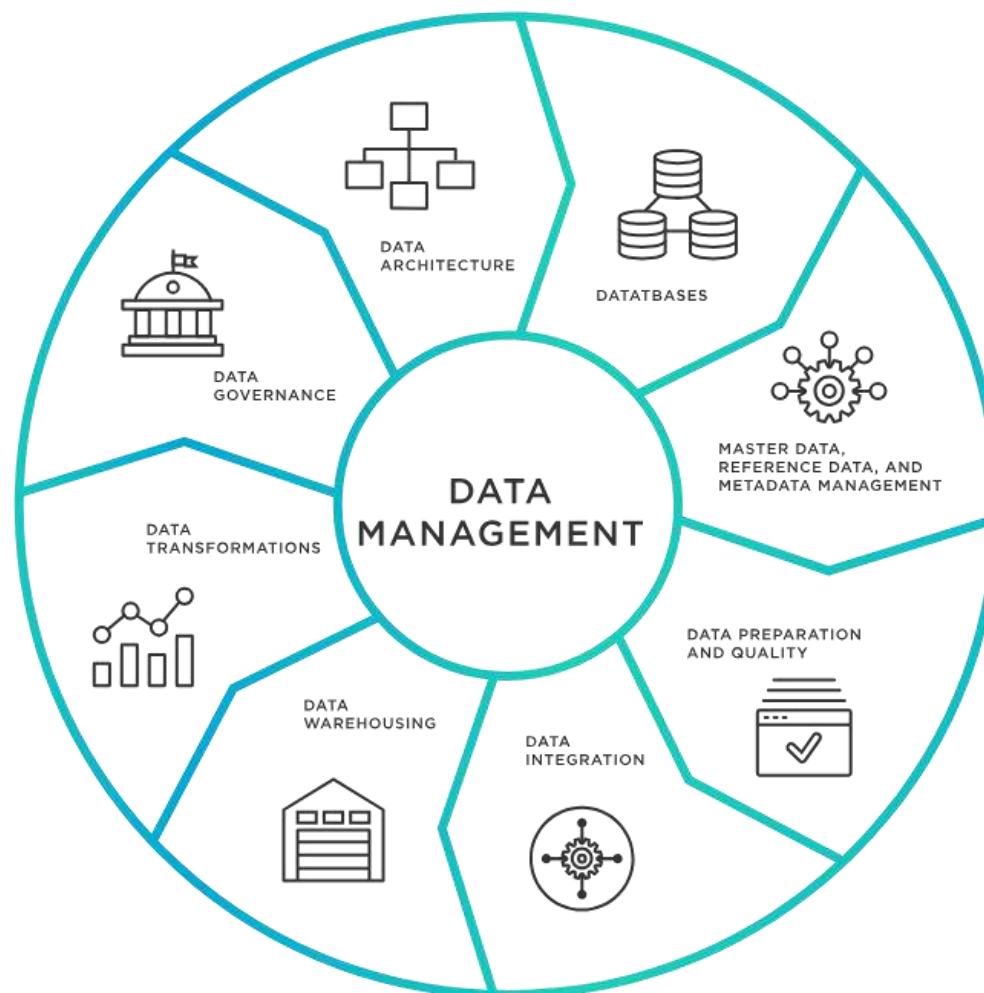 DATA
ARCHITECTURE
DATATBASES
MASTER DATA,
REFERENCE DATA, AND
METADATA MANAGEMENT
DATA PREPARATION
AND QUALITY
DATA
INTEGRATION
DATA
WAREHOUSING
DATA
TRANSFORMATIONS
DATA
GOVERNANCE
DATA
MANAGEMENT